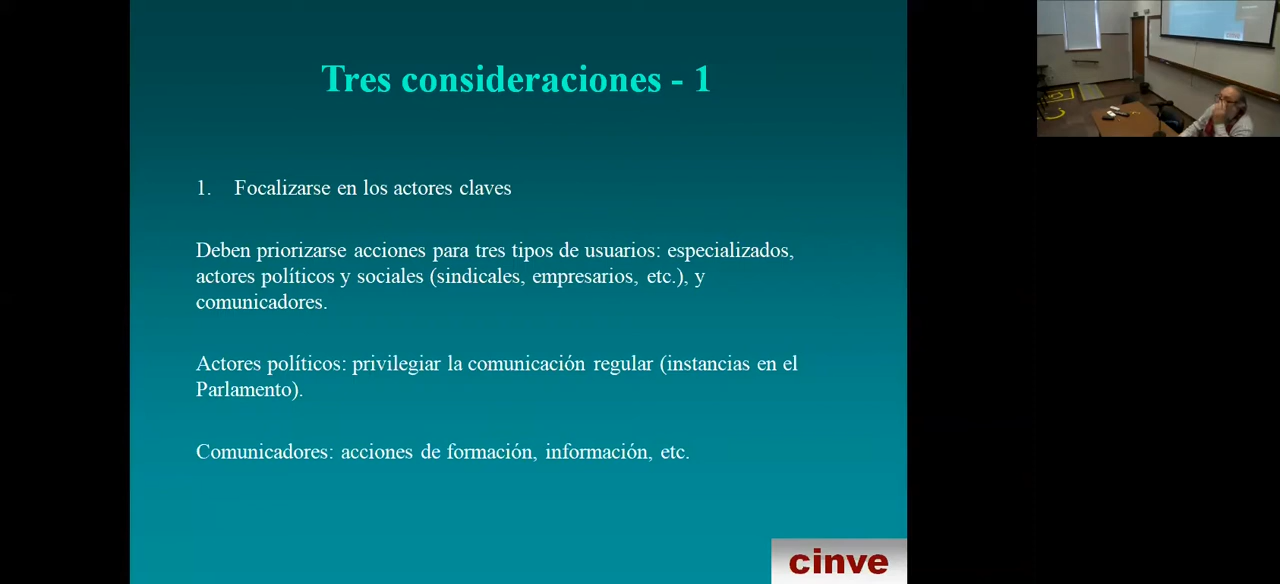 Tres consideraciones - 1
1. Focalizarse en los actores claves
Deben priorizarse acciones para tres tipos de usuarios: especializados,
actores políticos y sociales (sindicales, empresarios, etc.), y
comunicadores.
Actores políticos: privilegiar la comunicación regular (instancias en el
Parlamento).
Comunicadores: acciones de formación, información, etc.
cinve